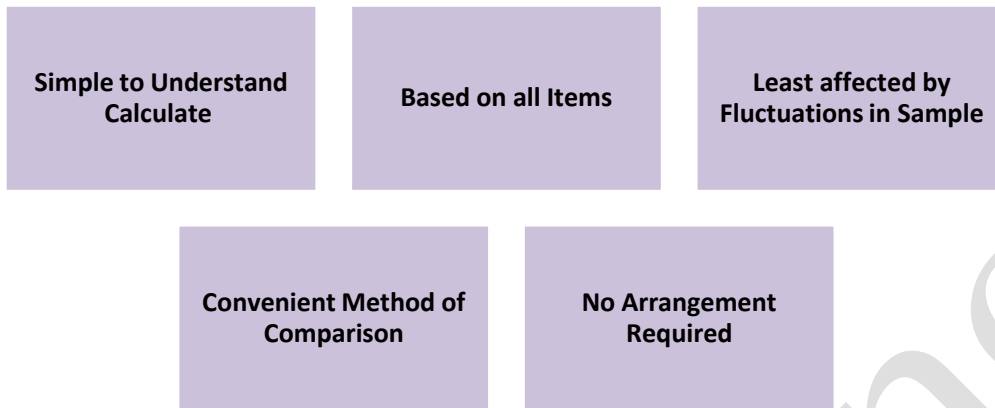 Simple to Understand
Calculate
Based on all Items
Least affected by
Fluctuations in Sample
Convenient Method of
Comparison
No Arrangement
Required